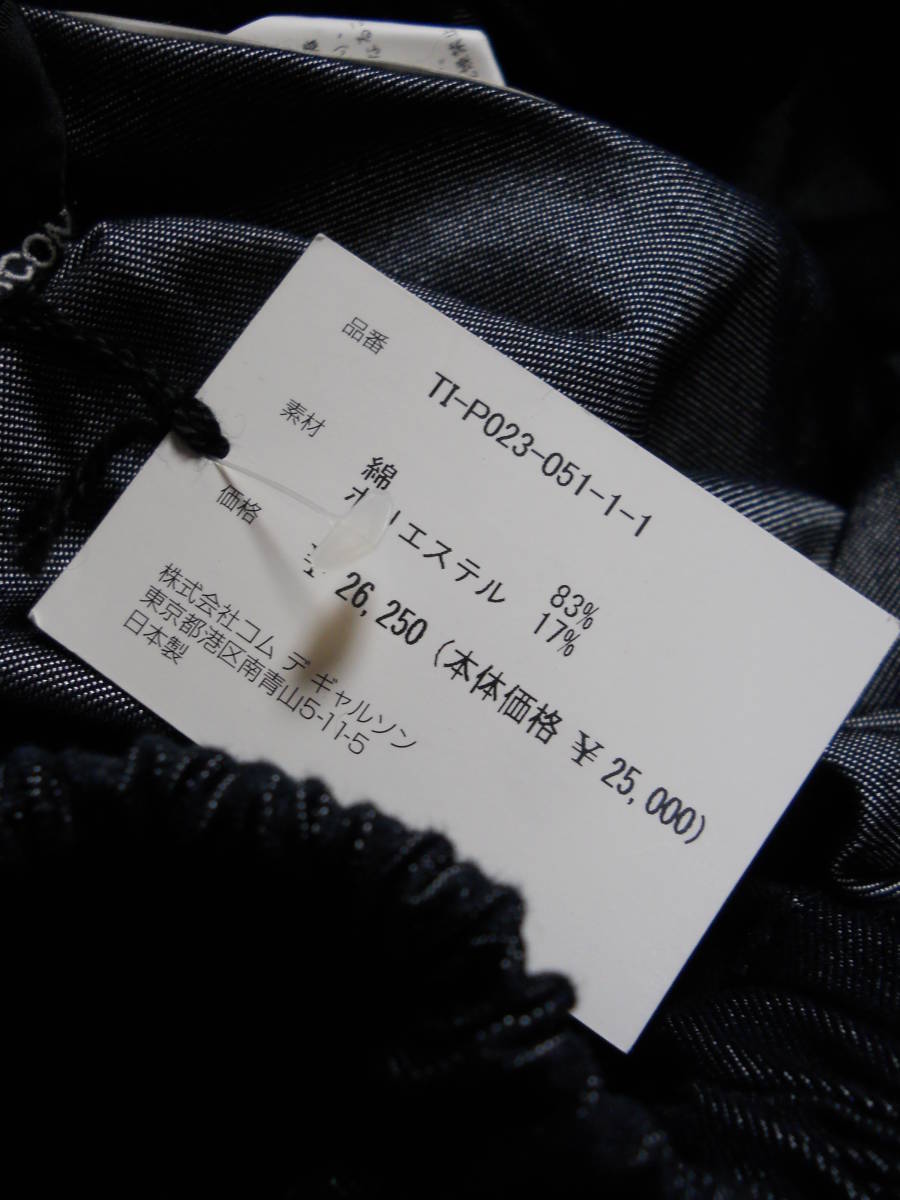 品番 TI-P023-051-1-1
素材 綿 83%
ポリエステル 17%
価格 ¥ 26,250 (本体価格 ¥ 25,000)
株式会社コム デ ギャルソン
東京都港区南青山5-11-5
日本製